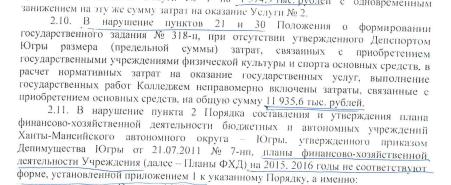 занижением на эту же сумму затрат на оказание Услуги № 2.
2.10. В нарушение пунктов 21 и 30 Положения о формировании
государственного задания № 318-п, при отсутствии утвержденного Депспортом
Югры размера (предельной суммы) затрат, связанных с приобретением
государственными учреждениями физической культуры и спорта основных средств, в
расчет нормативных затрат на оказание государственных услуг, выполнение
государственных работ Колледжем неправомерно включены затраты, связанные с
приобретением основных средств, на общую сумму 11 935,6 тыс. рублей.
2.11. В нарушение пункта 2 Порядка составления и утверждения плана
финансово-хозяйственной деятельности бюджетных и автономных учреждений
Ханты-Мансийского автономного округа – Югры, утвержденного приказом
Депимущества Югры от 21.07.2011 № 7-нп, планы финансово-хозяйственной
деятельности Учреждения (далее – Планы ФХД) на 2015, 2016 годы не соответствуют
форме, установленной приложением 1 к указанному Порядку, а именно: